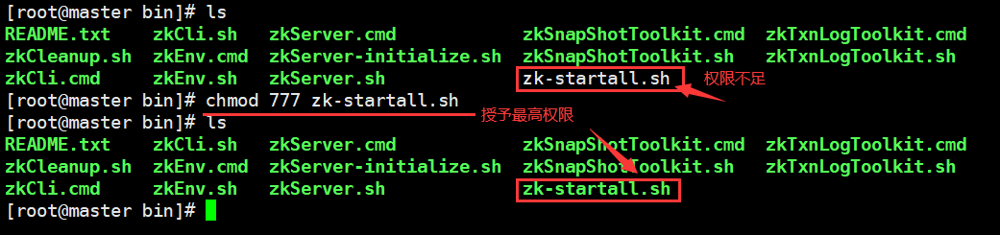 [root@master bin]# ls
README.txt zkCli.sh zkServer.cmd zkSnapShotToolkit.cmd zkTxnLogToolkit.cmd
zkCleanup.sh zkEnv.cmd zkServer-initialize.sh zkSnapShotToolkit.sh zkTxnLogToolkit.sh
zkCli.cmd zkEnv.sh zkServer.sh zk-startall.sh 权限不足
[root@master bin]# chmod 777 zk-startall.sh
授予最高权限
[root@master bin]# ls
README.txt zkCli.sh zkServer.cmd zkSnapShotToolkit.cmd zkTxnLogToolkit.cmd
zkCleanup.sh zkEnv.cmd zkServer-initialize.sh zkSnapShotToolkit.sh zkTxnLogToolkit.sh
zkCli.cmd zkEnv.sh zkServer.sh zk-startall.sh
[root@master bin]#